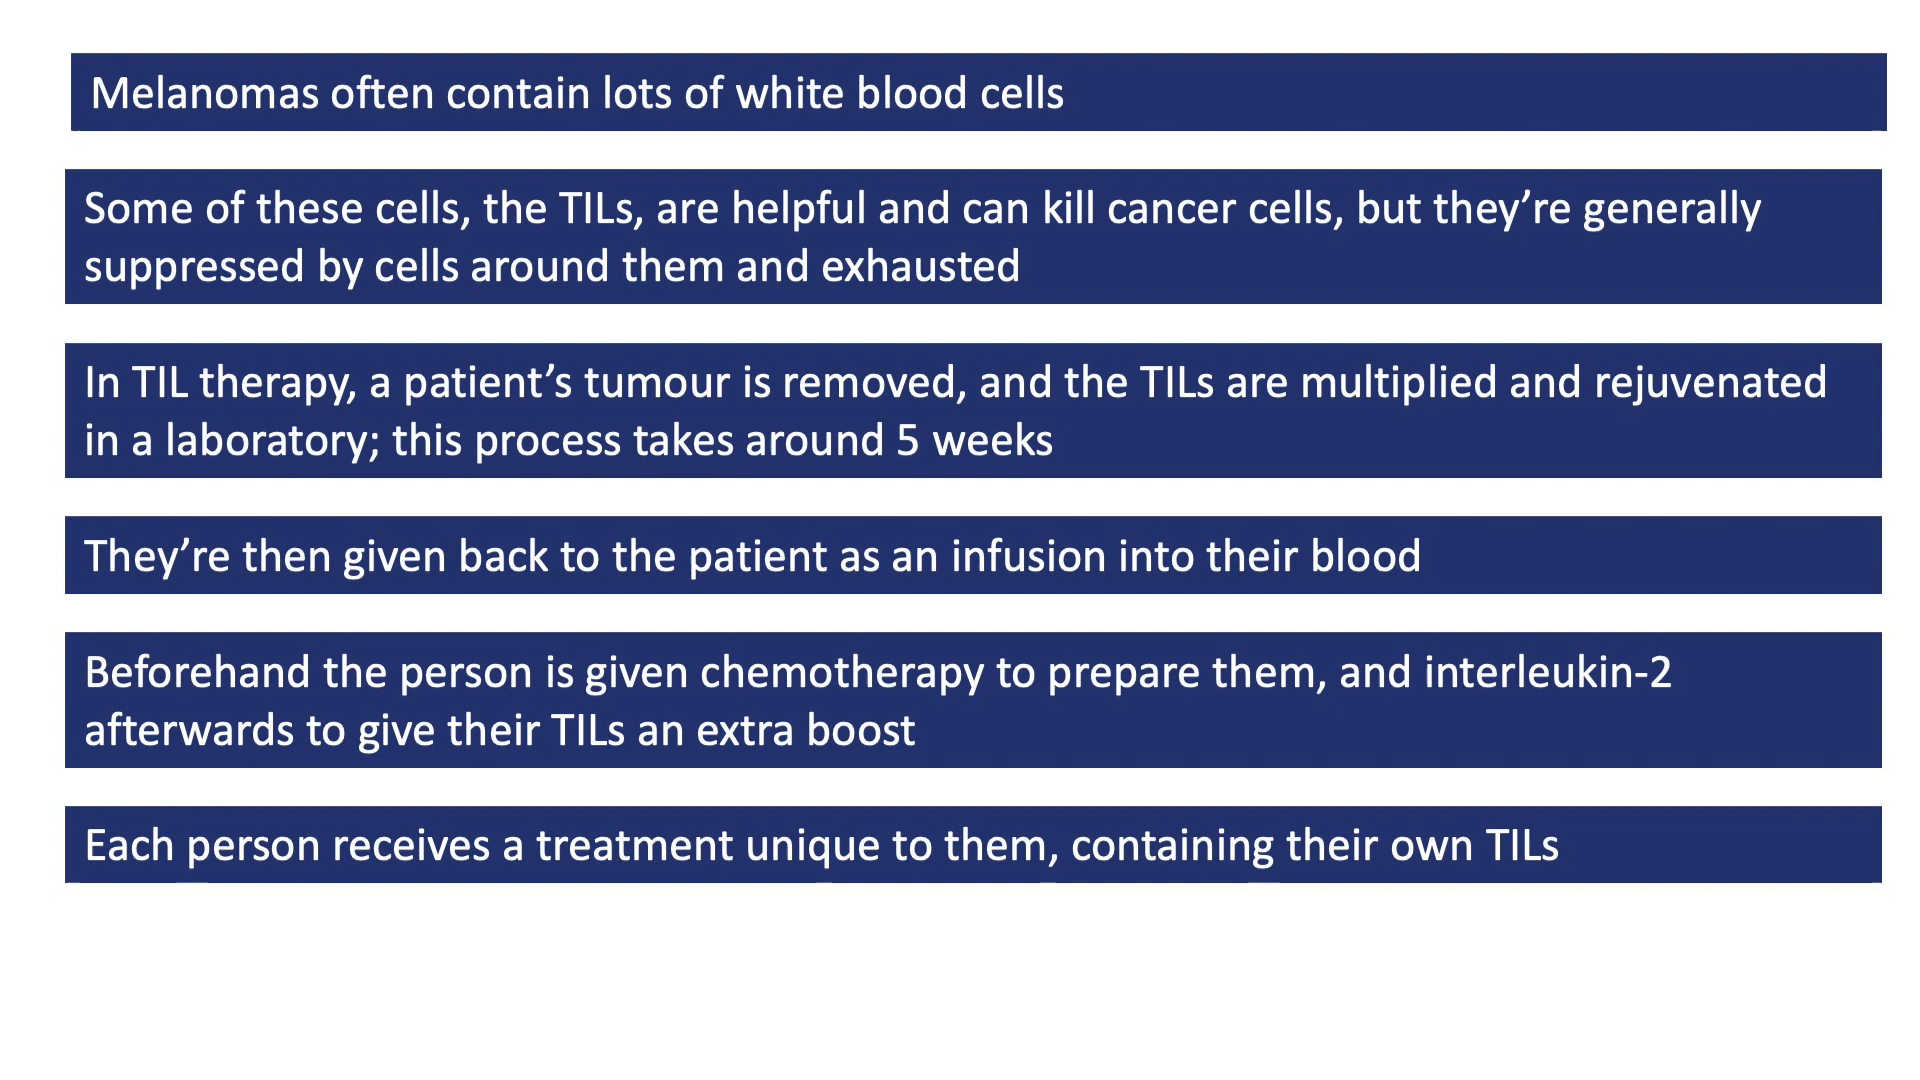 Melanomas often contain lots of white blood cells
Some of these cells, the TILs, are helpful and can kill cancer cells, but they’re generally
suppressed by cells around them and exhausted
In TIL therapy, a patient’s tumour is removed, and the TILs are multiplied and rejuvenated
in a laboratory; this process takes around 5 weeks
They’re then given back to the patient as an infusion into their blood
Beforehand the person is given chemotherapy to prepare them, and interleukin-2
afterwards to give their TILs an extra boost
Each person receives a treatment unique to them, containing their own TILs